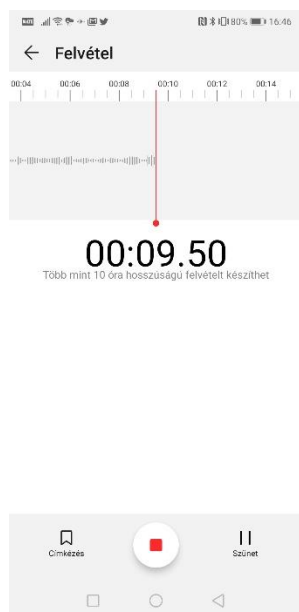 80% 16:46
Felvétel
00:04 00:06 00:08 00:10 00:12 00:14
00:09.50
Több mint 10 óra hosszúságú felvételt készíthet
Címkézés Szünet